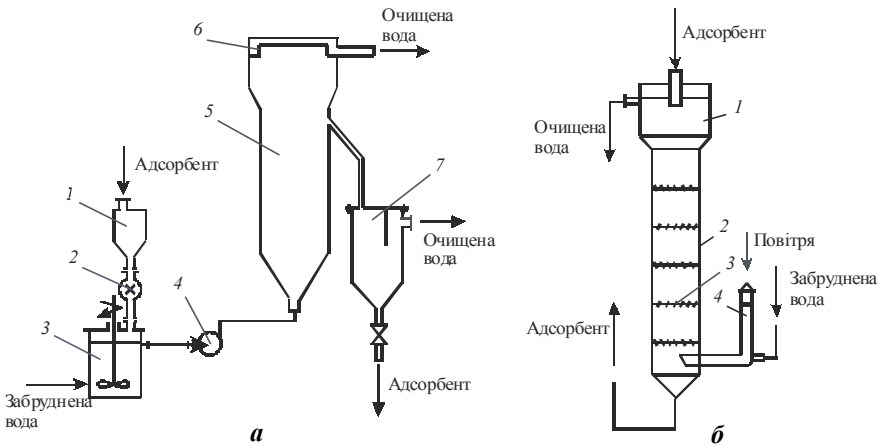 Очищена
вода
6
5
Адсорбент
1
2
3
4
7
Очищена
вода
Забруднена
вода
Адсорбент
а
Адсорбент
1
Очищена
вода
2
Повітря
3
4
Забруднена
вода
Адсорбент
б